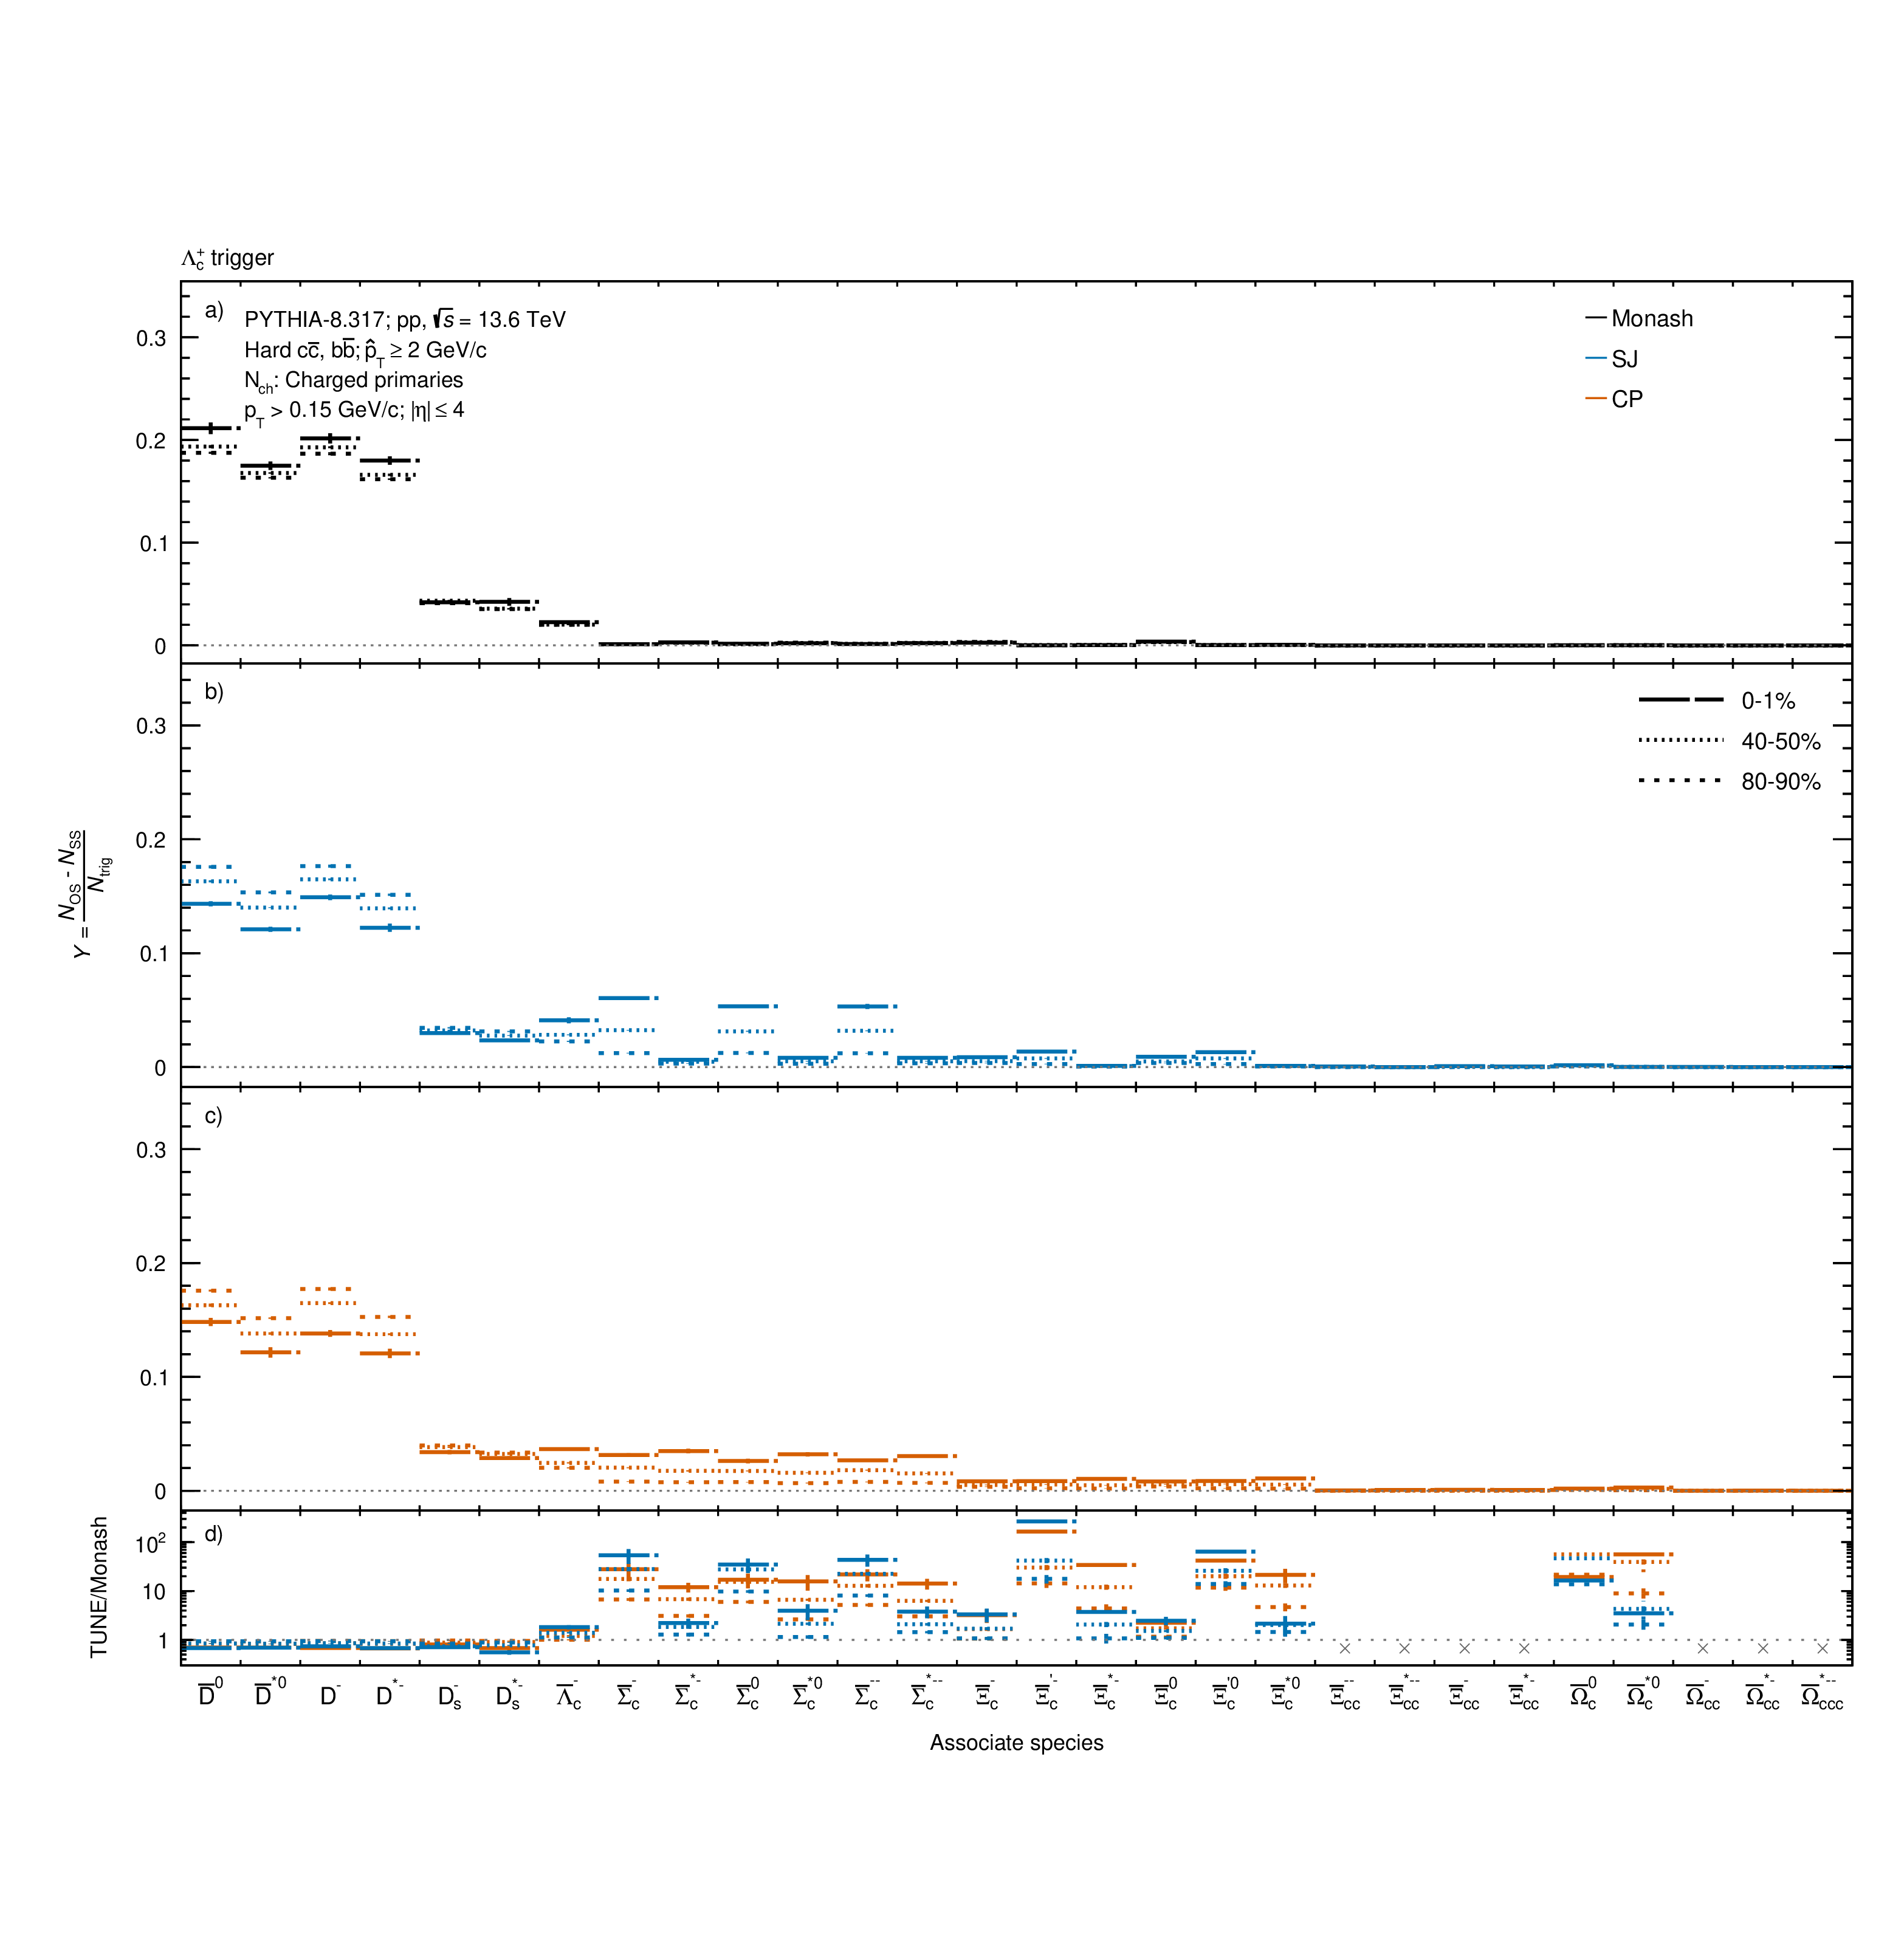 Λc+ trigger
a)
PYTHIA-8.317; pp, √s = 13.6 TeV
Hard cc̅, bb̅; p̂T ≥ 2 GeV/c
Nch: Charged primaries
pT > 0.15 GeV/c; |η| ≤ 4
Monash
SJ
CP
0.3
0.2
0.1
0
b)
0-1%
40-50%
80-90%
0.3
0.2
0.1
0
Y = (NOS - NSS) / Ntrig
c)
0.3
0.2
0.1
0
d)
TUNE/Monash
10²
10
1
D̅⁰ D̅*⁰ D⁻ D*⁻ Ds⁻ Ds*⁻ Λ̅c⁻ Σ̅c⁻ Σ̅c*⁻ Σ̅c⁰ Σ̅c*⁰ Σ̅c⁻⁻ Σ̅c*⁻⁻ Ξ̅c⁻ Ξ̅c'⁻ Ξ̅c*⁻ Ξ̅c⁰ Ξ̅c'⁰ Ξ̅c*⁰ Ξ̅cc⁻⁻ Ξ̅cc*⁻⁻ Ξ̅cc⁻ Ξ̅cc*⁻ Ω̅c⁰ Ω̅c*⁰ Ω̅cc⁻ Ω̅cc*⁻ Ω̅ccc*⁻⁻
Associate species